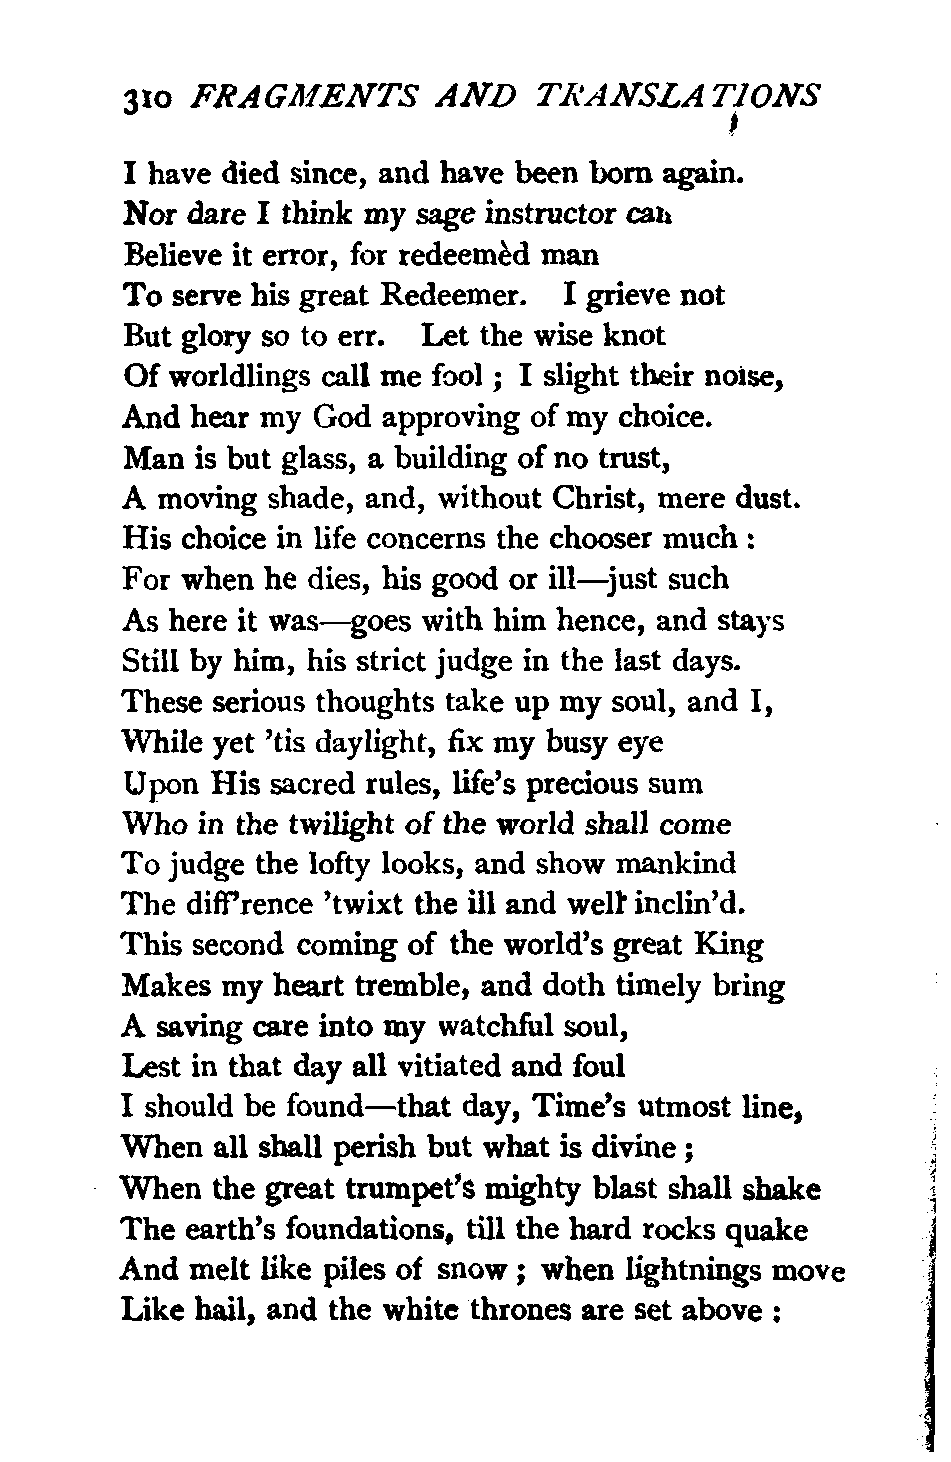 310 FRAGMENTS AND TRANSLATIONS
I have died since, and have been born again.
Nor dare I think my sage instructor can
Believe it error, for redeemèd man
To serve his great Redeemer. I grieve not
But glory so to err. Let the wise knot
Of worldlings call me fool ; I slight their noise,
And hear my God approving of my choice.
Man is but glass, a building of no trust,
A moving shade, and, without Christ, mere dust.
His choice in life concerns the chooser much :
For when he dies, his good or ill—just such
As here it was—goes with him hence, and stays
Still by him, his strict judge in the last days.
These serious thoughts take up my soul, and I,
While yet ’tis daylight, fix my busy eye
Upon His sacred rules, life’s precious sum
Who in the twilight of the world shall come
To judge the lofty looks, and show mankind
The diff’rence ’twixt the ill and well inclin’d.
This second coming of the world’s great King
Makes my heart tremble, and doth timely bring
A saving care into my watchful soul,
Lest in that day all vitiated and foul
I should be found—that day, Time’s utmost line,
When all shall perish but what is divine ;
When the great trumpet’s mighty blast shall shake
The earth’s foundations, till the hard rocks quake
And melt like piles of snow ; when lightnings move
Like hail, and the white thrones are set above :